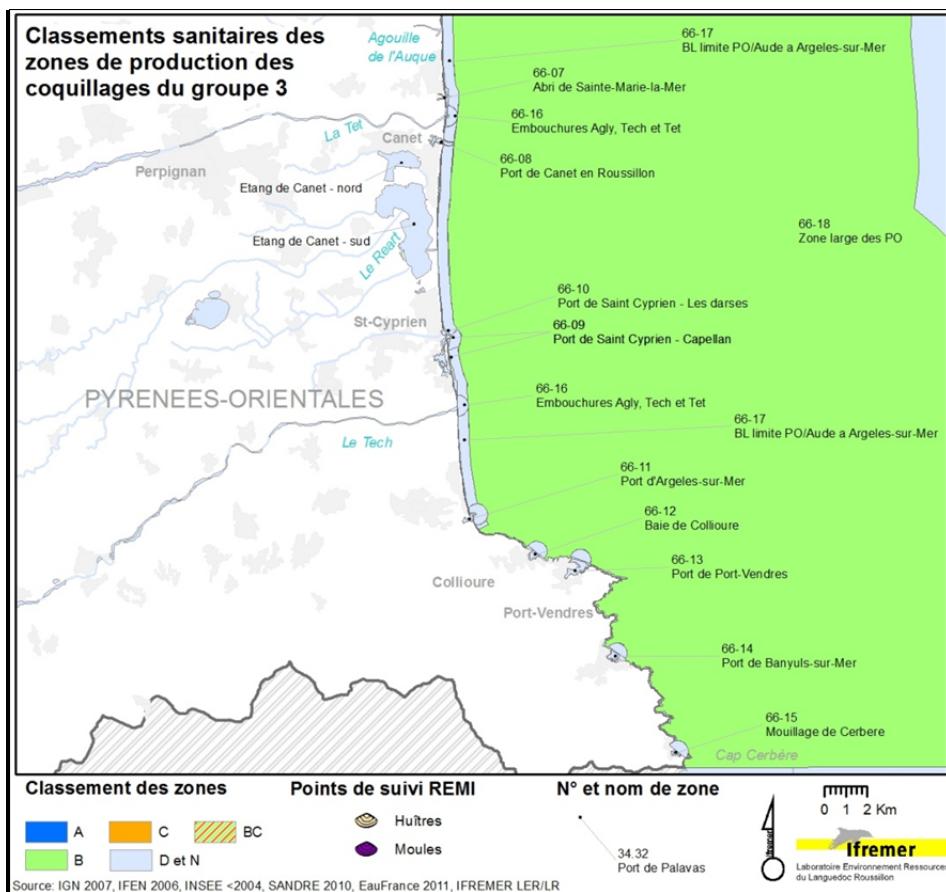 Classements sanitaires des
zones de production des
coquillages du groupe 3
Agouille
de l'Auque
66-17
BL limite PO/Aude a Argeles-sur-Mer
66-07
Abri de Sainte-Marie-la-Mer
La Tet
Canet
66-16
Embouchures Agly, Tech et Tet
Perpignan
66-08
Port de Canet en Roussillon
Etang de Canet - nord
66-18
Zone large des PO
Etang de Canet - sud
Le Reart
66-10
Port de Saint Cyprien - Les darses
St-Cyprien
66-09
Port de Saint Cyprien - Capellan
PYRENEES-ORIENTALES
66-16
Embouchures Agly, Tech et Tet
Le Tech
66-17
BL limite PO/Aude a Argeles-sur-Mer
66-11
Port d'Argeles-sur-Mer
66-12
Baie de Collioure
66-13
Port de Port-Vendres
Collioure
Port-Vendres
66-14
Port de Banyuls-sur-Mer
66-15
Mouillage de Cerbere
Cap Cerbère
Classement des zones
A
C
BC
B
D et N
Points de suivi REMI
Huîtres
Moules
N° et nom de zone
34.32
Port de Palavas
0 1 2 Km
Ifremer
Ifremer
Laboratoire Environnement Ressources
du Languedoc Roussillon
Source: IGN 2007, IFEN 2006, INSEE <2004, SANDRE 2010, EauFrance 2011, IFREMER LER/LR